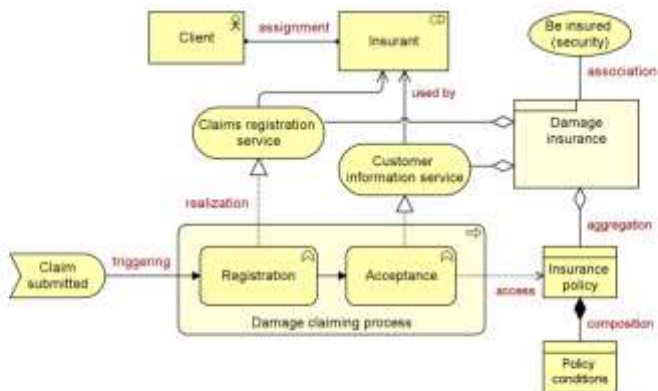 Client
assignment
Insurant
Be insured
(security)
used by
association
Claims registration
service
Damage
insurance
Customer
information service
realization
aggregation
Claim
submitted
triggering
Registration
Acceptance
access
Insurance
policy
Damage claiming process
composition
Policy
conditions